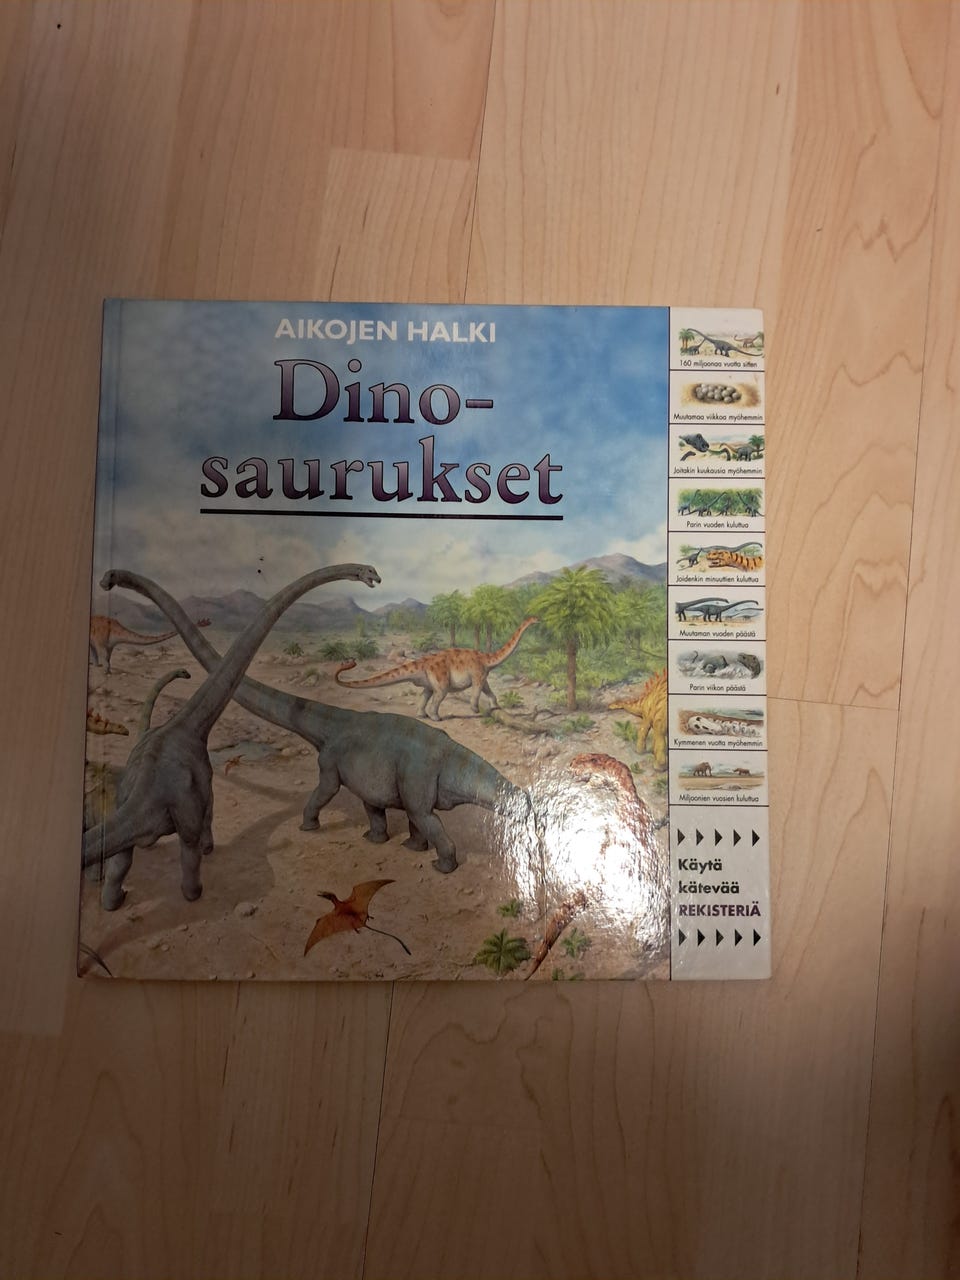 AIKOJEN HALKI
Dino-
saurukset
160 miljoonaa vuotta sitten
Muutamaa viikkoa myöhemmin
Joitakin kuukausia myöhemmin
Parin vuoden kuluttua
Joidenkin minuuttien kuluttua
Muutaman vuoden päästä
Parin viikon päästä
Kymmenen vuotta myöhemmin
Miljoonien vuosien kuluttua
Käytä
kätevää
REKISTERIÄ